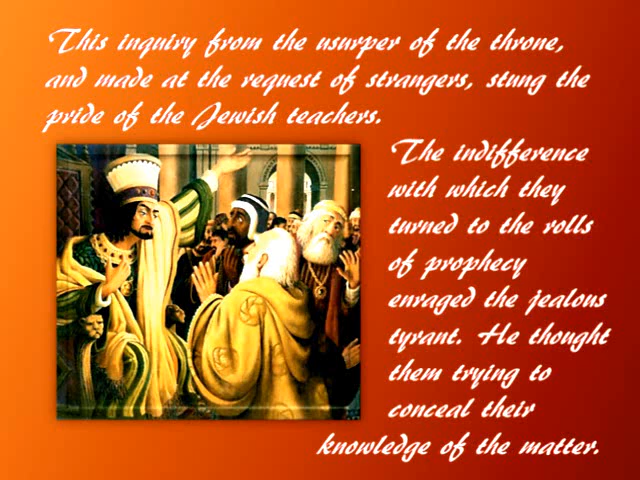 This inquiry from the usurper of the throne,
and made at the request of strangers, stung the
pride of the Jewish teachers.
The indifference
with which they
turned to the rolls
of prophecy
enraged the jealous
tyrant. He thought
them trying to
conceal their
knowledge of the matter.